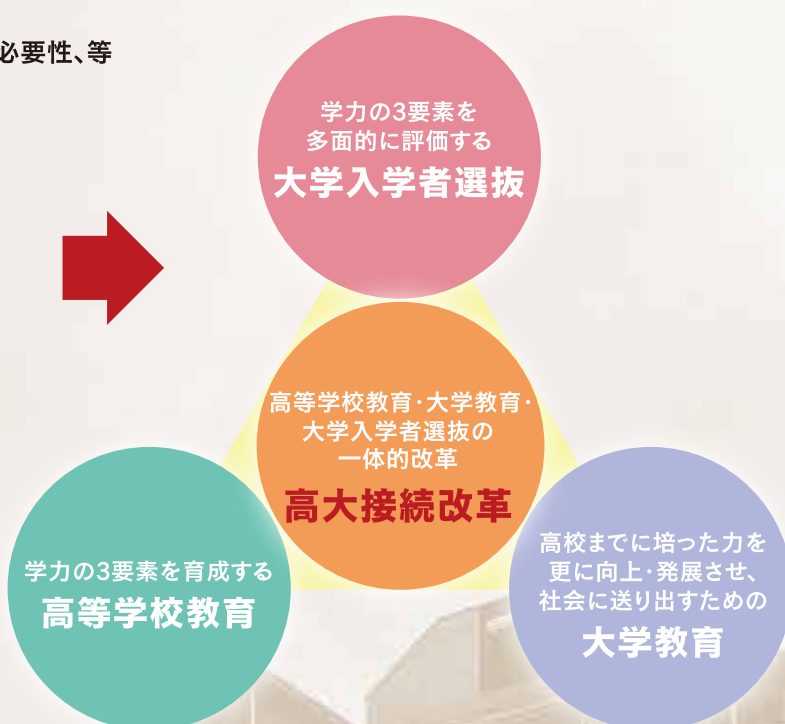 必要性、等
学力の3要素を
多面的に評価する
大学入学者選抜
高等学校教育・大学教育・
大学入学者選抜の
一体的改革
高大接続改革
学力の3要素を育成する
高等学校教育
高校までに培った力を
更に向上・発展させ、
社会に送り出すための
大学教育